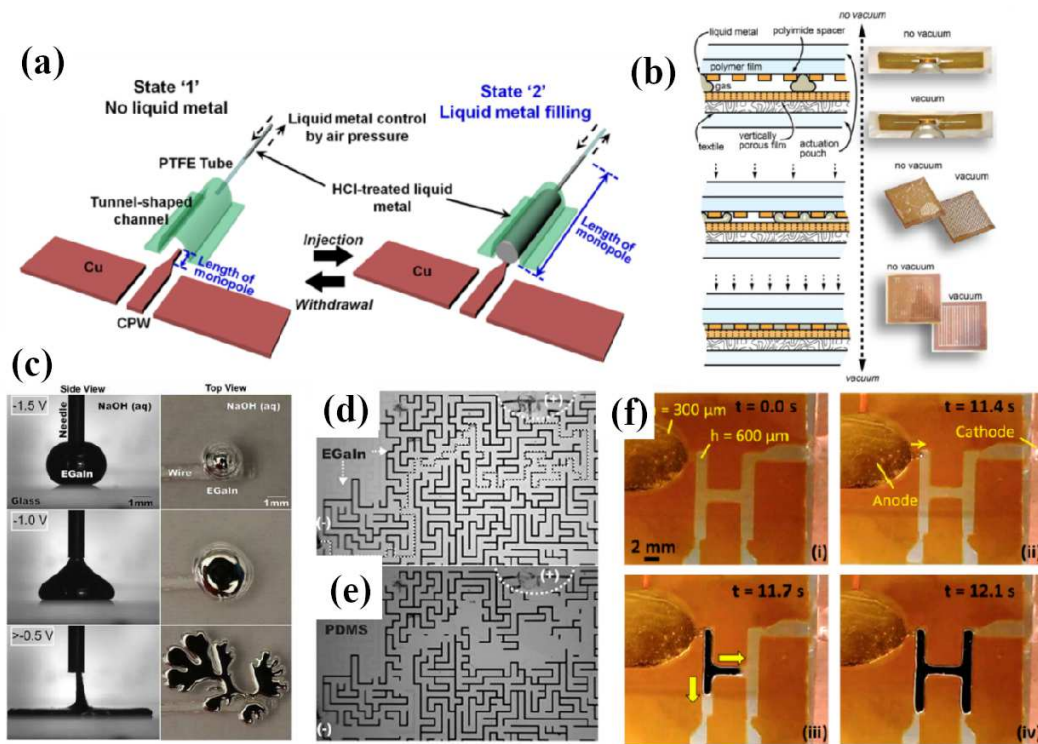 (a)
State '1'
No liquid metal
State '2'
Liquid metal filling
Liquid metal control
by air pressure
PTFE Tube
HCl-treated liquid
metal
Tunnel-shaped
channel
Length of
monopole
Length of
monopole
Injection
Withdrawal
Cu
CPW
Cu
(b)
no vacuum
liquid metal
polyimide spacer
polymer film
gas
textile
vertically
porous film
actuation
pouch
no vacuum
vacuum
no vacuum
vacuum
no vacuum
vacuum
vacuum
(c)
Side View
Top View
-1.5 V
Needle
NaOH (aq)
EGaIn
Glass
1mm
NaOH (aq)
Wire
EGaIn
1mm
-1.0 V
>-0.5 V
(d)
(+)
EGaIn
(-)
(e)
(+)
PDMS
(-)
(f)
= 300 μm
h = 600 μm
t = 0.0 s
Anode
2 mm
(i)
t = 11.4 s
Cathode
(ii)
t = 11.7 s
(iii)
t = 12.1 s
(iv)